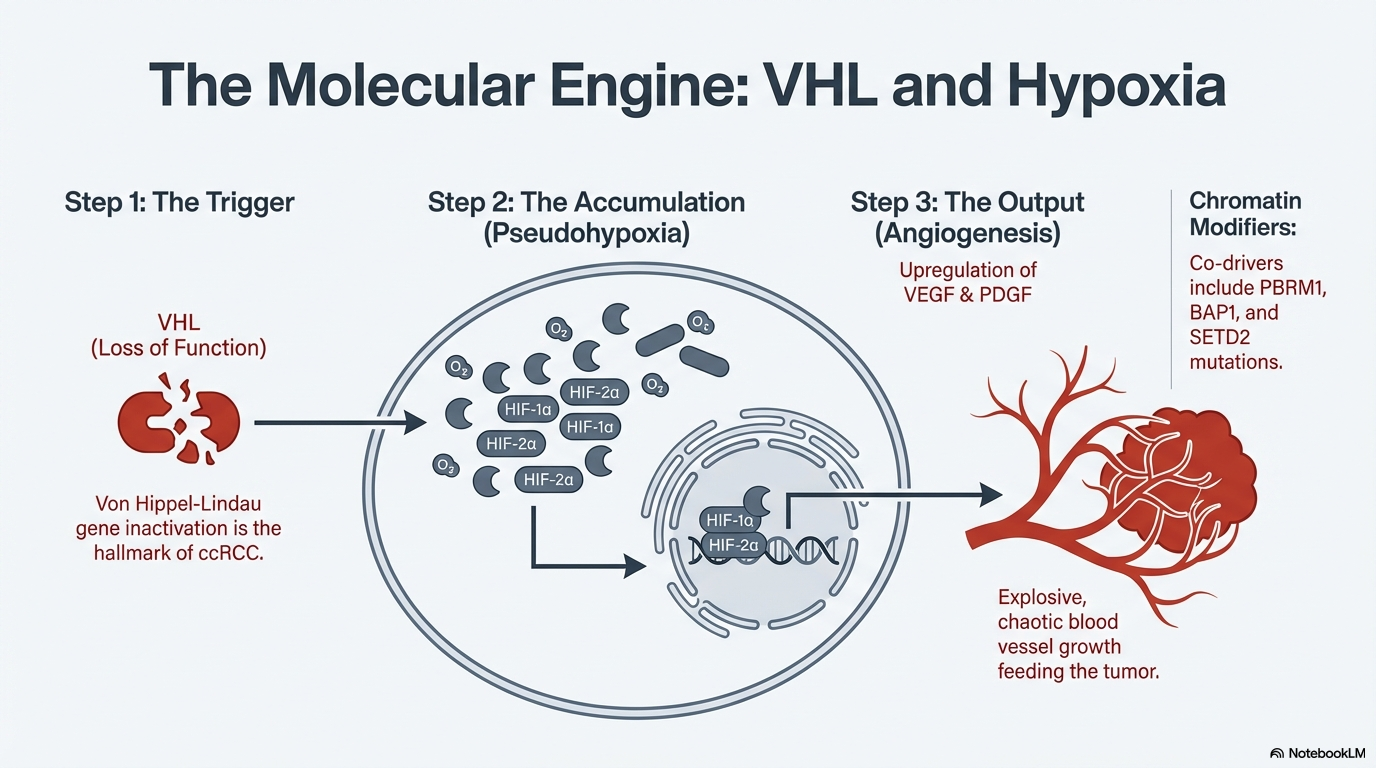 The Molecular Engine: VHL and Hypoxia
Step 1: The Trigger
VHL
(Loss of Function)
Von Hippel-Lindau
gene inactivation is the
hallmark of ccRCC.
Step 2: The Accumulation
(Pseudohypoxia)
O₂
O₂
O₂
O₂
HIF-2α
HIF-1α
HIF-1α
HIF-2α
HIF-2α
HIF-1α
HIF-2α
Step 3: The Output
(Angiogenesis)
Upregulation of
VEGF & PDGF
Explosive,
chaotic blood
vessel growth
feeding the tumor.
Chromatin
Modifiers:
Co-drivers
include PBRM1,
BAP1, and
SETD2
mutations.
NotebookLM